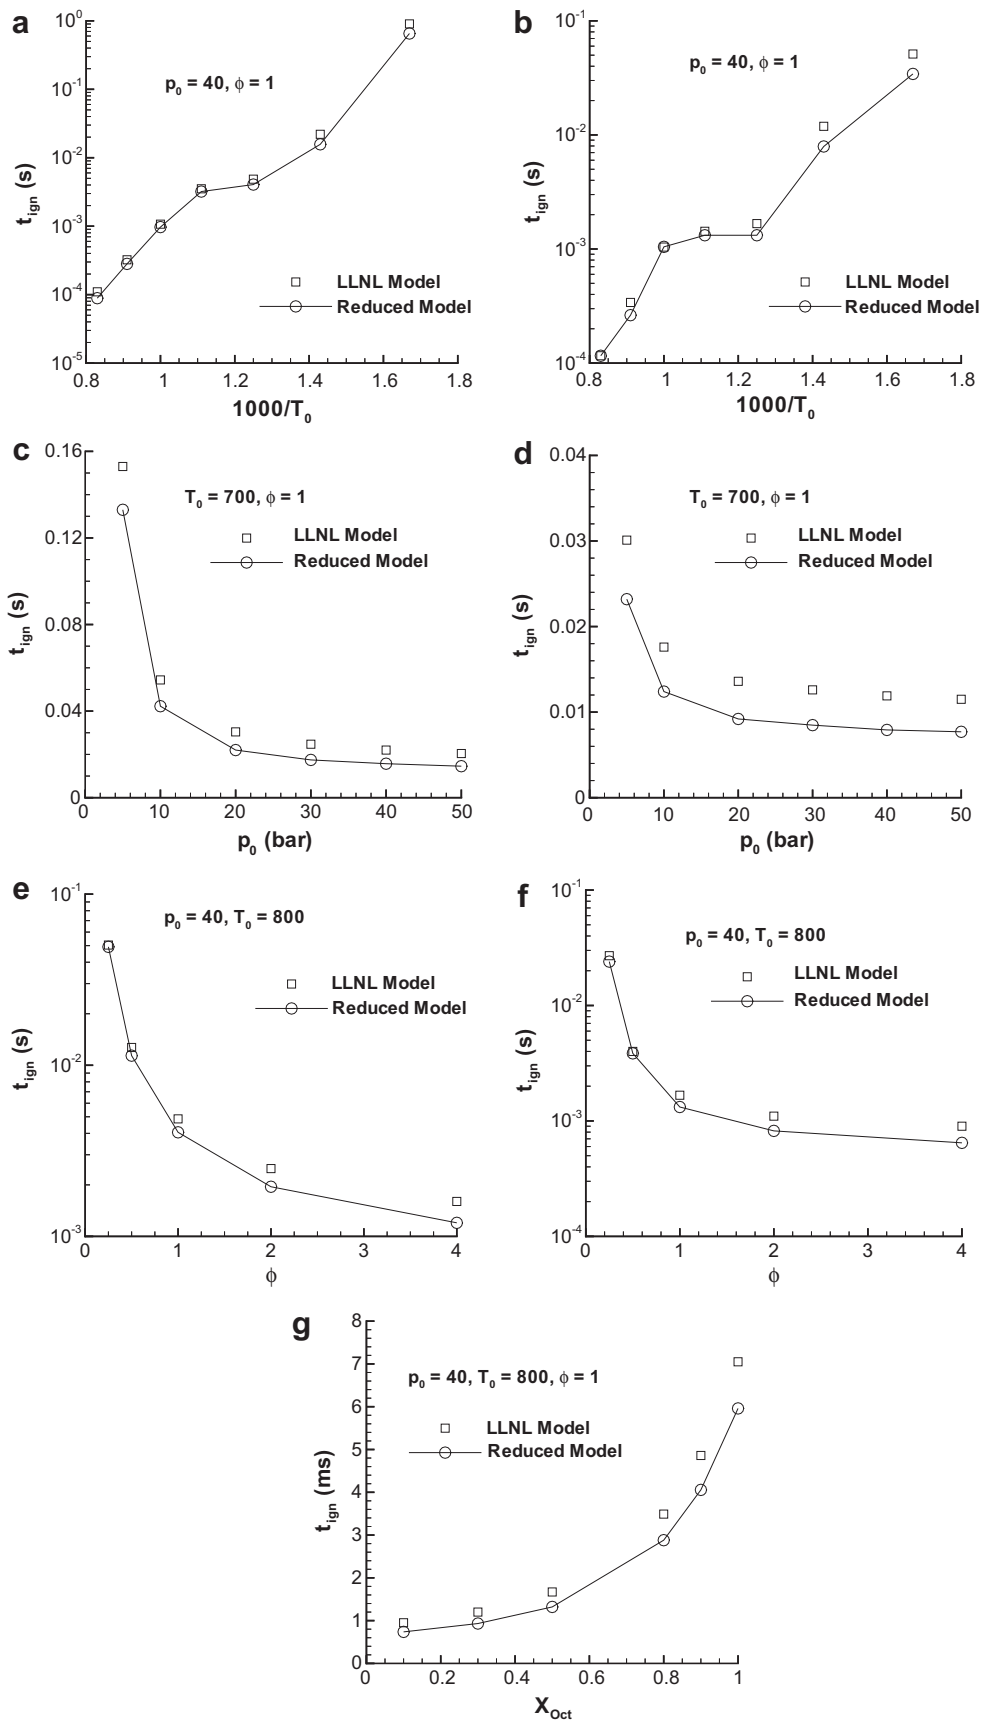 a
10^0
10^-1
10^-2
10^-3
10^-4
10^-5
t_ign (s)
p_0 = 40, ϕ = 1
LLNL Model
Reduced Model
0.8 1 1.2 1.4 1.6 1.8
1000/T_0
b
10^-1
10^-2
10^-3
10^-4
t_ign (s)
p_0 = 40, ϕ = 1
LLNL Model
Reduced Model
0.8 1 1.2 1.4 1.6 1.8
1000/T_0
c
0.16
0.12
0.08
0.04
0
t_ign (s)
T_0 = 700, ϕ = 1
LLNL Model
Reduced Model
0 10 20 30 40 50
p_0 (bar)
d
0.04
0.03
0.02
0.01
0
t_ign (s)
T_0 = 700, ϕ = 1
LLNL Model
Reduced Model
0 10 20 30 40 50
p_0 (bar)
e
10^-1
10^-2
10^-3
t_ign (s)
p_0 = 40, T_0 = 800
LLNL Model
Reduced Model
0 1 2 3 4
ϕ
f
10^-1
10^-2
10^-3
10^-4
t_ign (s)
p_0 = 40, T_0 = 800
LLNL Model
Reduced Model
0 1 2 3 4
ϕ
g
8
7
6
5
4
3
2
1
0
t_ign (ms)
p_0 = 40, T_0 = 800, ϕ = 1
LLNL Model
Reduced Model
0 0.2 0.4 0.6 0.8 1
X_Oct